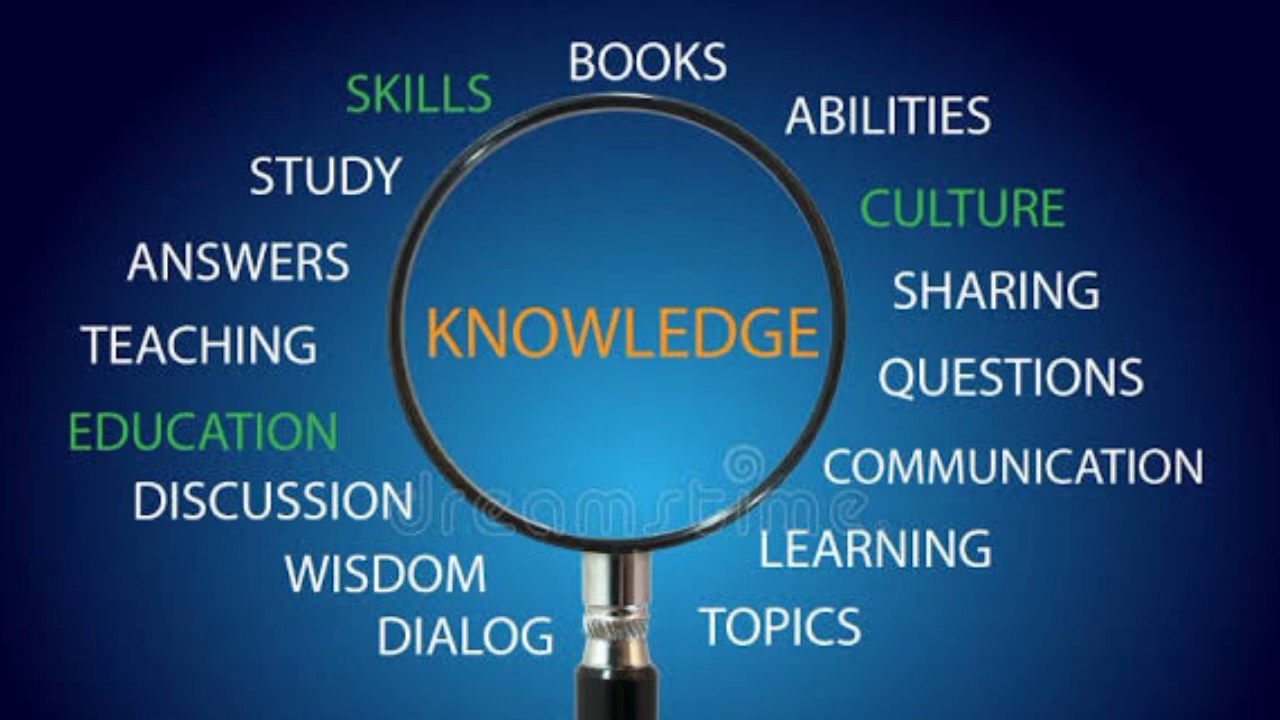 BOOKS
SKILLS
ABILITIES
STUDY
CULTURE
ANSWERS
SHARING
KNOWLEDGE
TEACHING
QUESTIONS
EDUCATION
COMMUNICATION
DISCUSSION
dreamstime
LEARNING
WISDOM
TOPICS
DIALOG